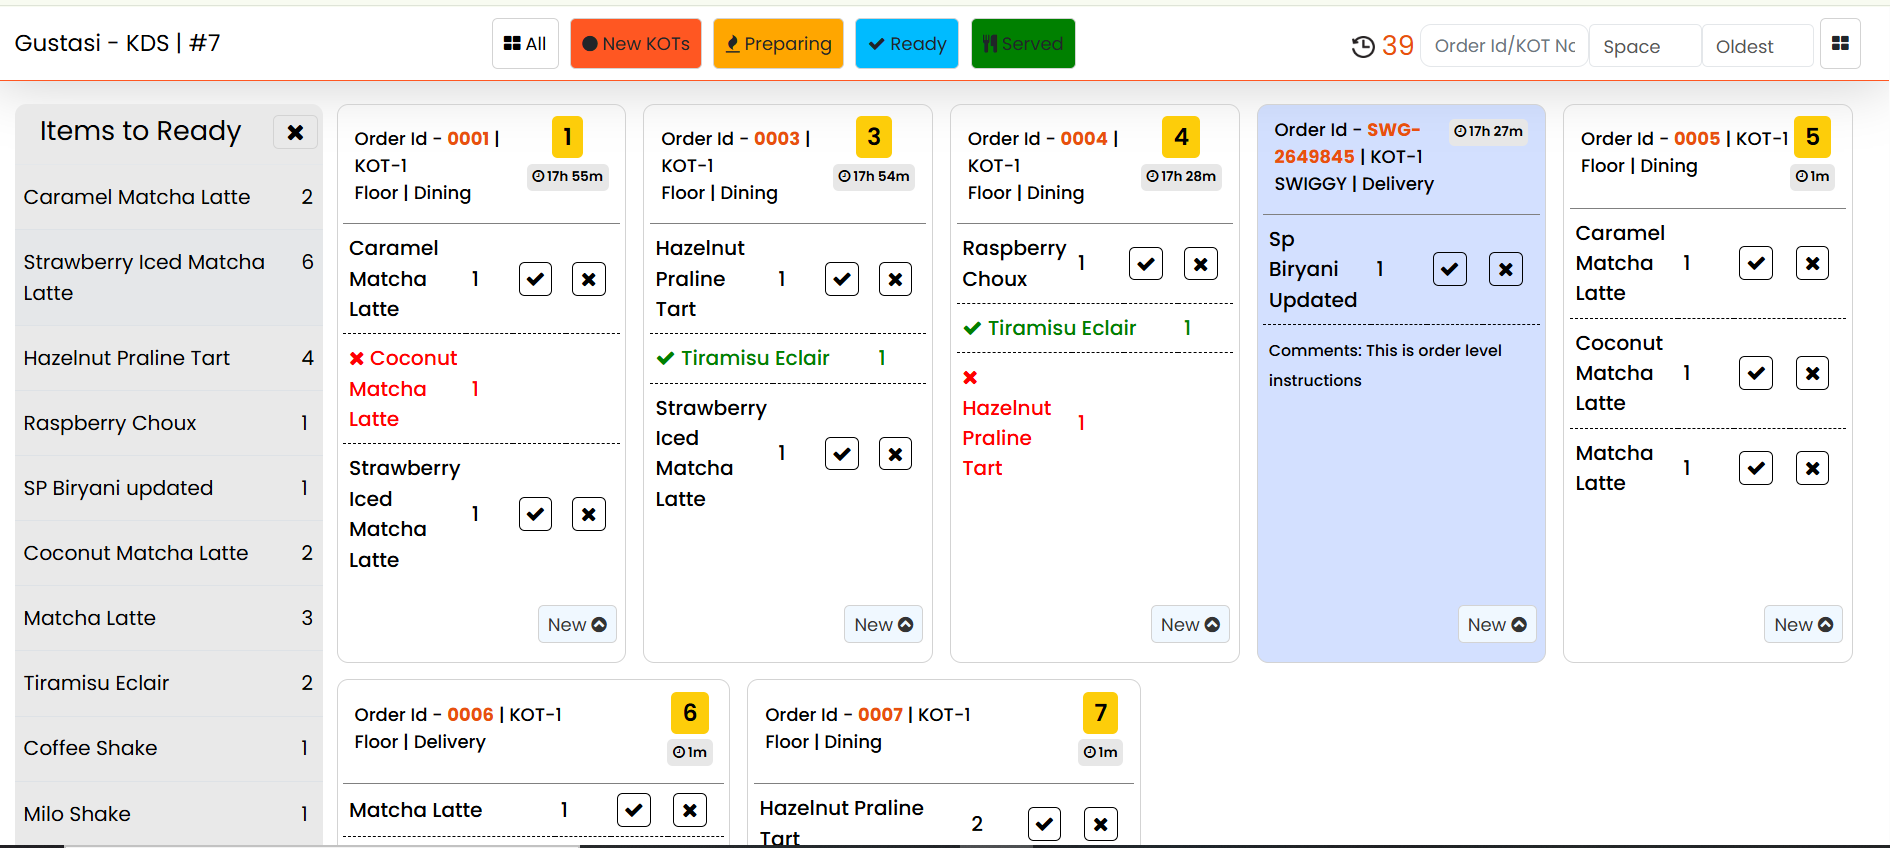 Gustasi - KDS | #7
All
New KOTs
Preparing
Ready
Served
39
Order Id/KOT No
Space
Oldest
Items to Ready
Caramel Matcha Latte 2
Strawberry Iced Matcha 6
Latte
Hazelnut Praline Tart 4
Raspberry Choux 1
SP Biryani updated 1
Coconut Matcha Latte 2
Matcha Latte 3
Tiramisu Eclair 2
Coffee Shake 1
Milo Shake 1
Order Id - 0001 |
KOT-1
Floor | Dining
1
17h 55m
Caramel
Matcha 1
Latte
Coconut
Matcha 1
Latte
Strawberry
Iced 1
Matcha
Latte
New
Order Id - 0003 |
KOT-1
Floor | Dining
3
17h 54m
Hazelnut
Praline 1
Tart
Tiramisu Eclair 1
Strawberry
Iced 1
Matcha
Latte
New
Order Id - 0004 |
KOT-1
Floor | Dining
4
17h 28m
Raspberry 1
Choux
Tiramisu Eclair 1
Hazelnut 1
Praline
Tart
New
Order Id - SWG-
2649845 | KOT-1
SWIGGY | Delivery
17h 27m
Sp
Biryani 1
Updated
Comments: This is order level
instructions
New
Order Id - 0005 | KOT-1
Floor | Dining
5
1m
Caramel
Matcha 1
Latte
Coconut
Matcha 1
Latte
Matcha 1
Latte
New
Order Id - 0006 | KOT-1
Floor | Delivery
6
1m
Matcha Latte 1
Order Id - 0007 | KOT-1
Floor | Dining
7
1m
Hazelnut Praline 2
Tart